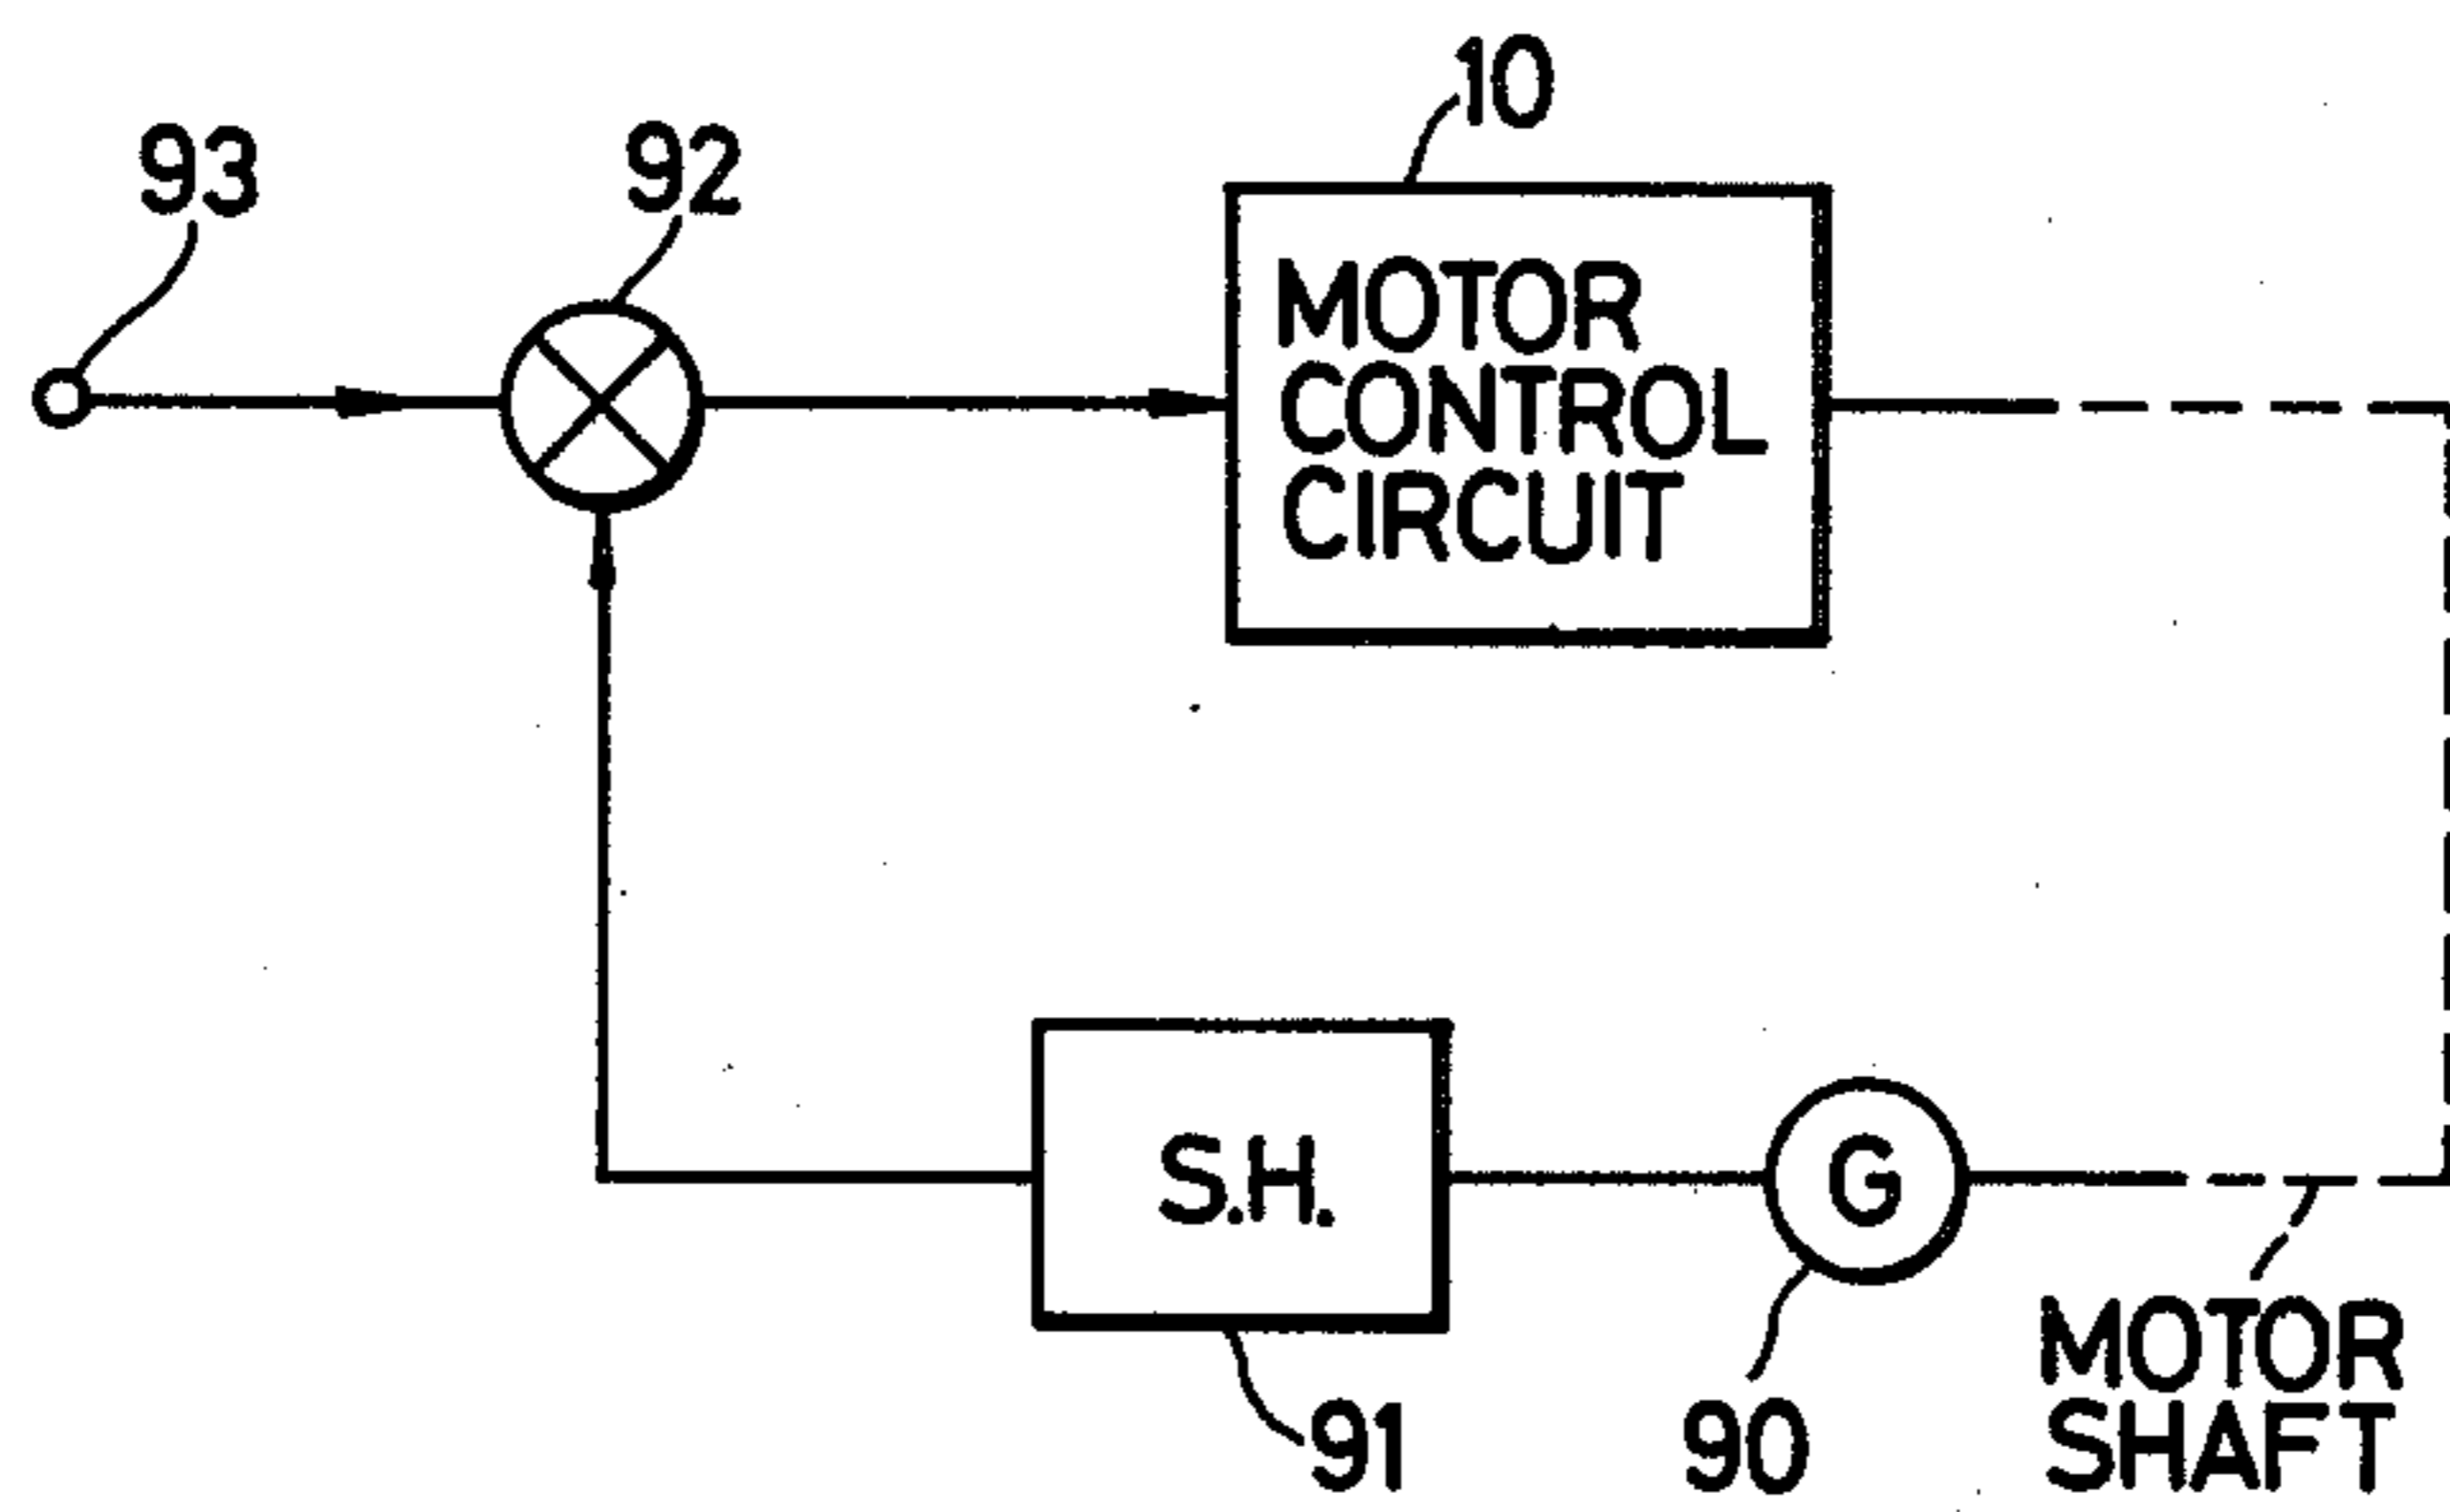 10
93
92
MOTOR
CONTROL
CIRCUIT
S.H.
G
MOTOR
SHAFT
91
90